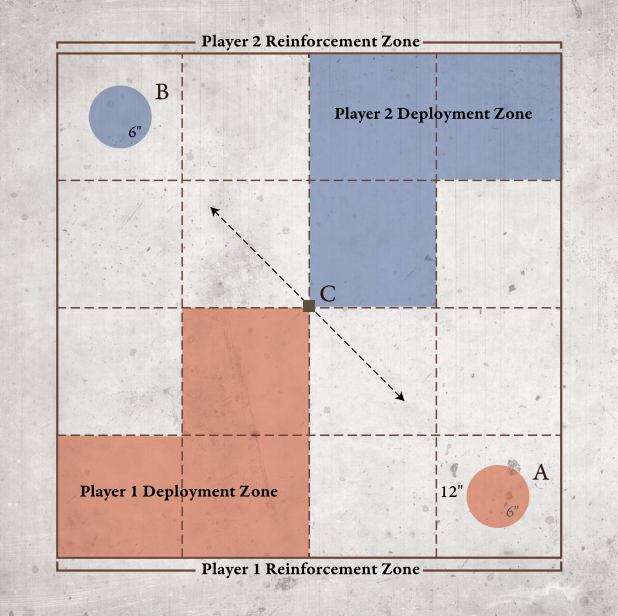 Player 2 Reinforcement Zone
B
6"
Player 2 Deployment Zone
C
Player 1 Deployment Zone
A
12"
6"
Player 1 Reinforcement Zone